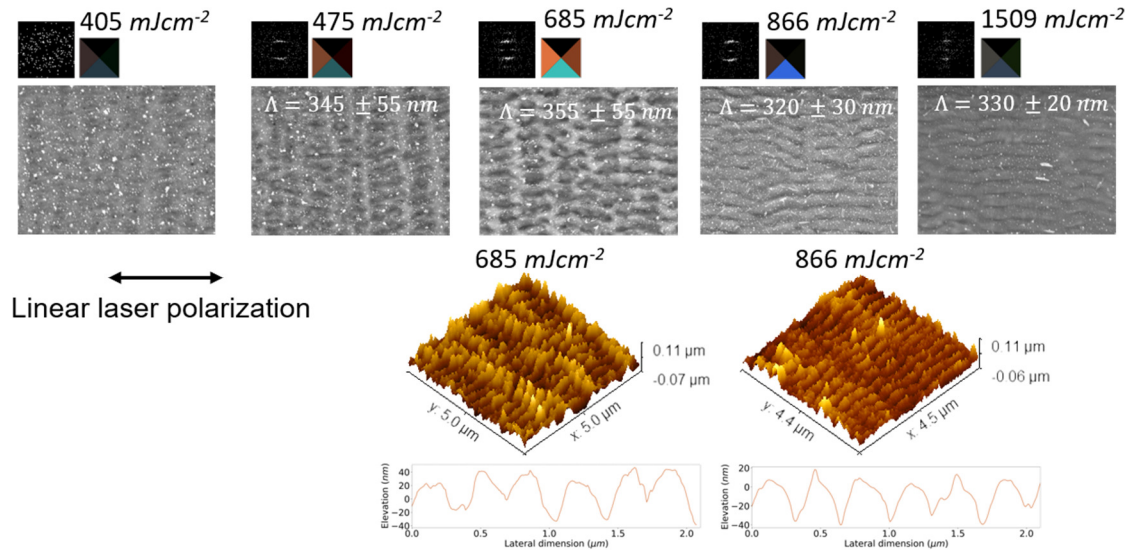 405 mJcm-2
475 mJcm-2
685 mJcm-2
866 mJcm-2
1509 mJcm-2
Λ = 345 ± 55 nm
Λ = 355 ± 55 nm
Λ = 320 ± 30 nm
Λ = 330 ± 20 nm
Linear laser polarization
685 mJcm-2
866 mJcm-2
0.11 µm
-0.07 µm
y: 5.0 µm
x: 5.0 µm
0.11 µm
-0.06 µm
y: 4.4 µm
x: 4.5 µm
Elevation (nm)
40
20
0
−20
−40
0.0 0.5 1.0 1.5 2.0
Lateral dimension (µm)
Elevation (nm)
20
0
−20
−40
0.0 0.5 1.0 1.5 2.0
Lateral dimension (µm)